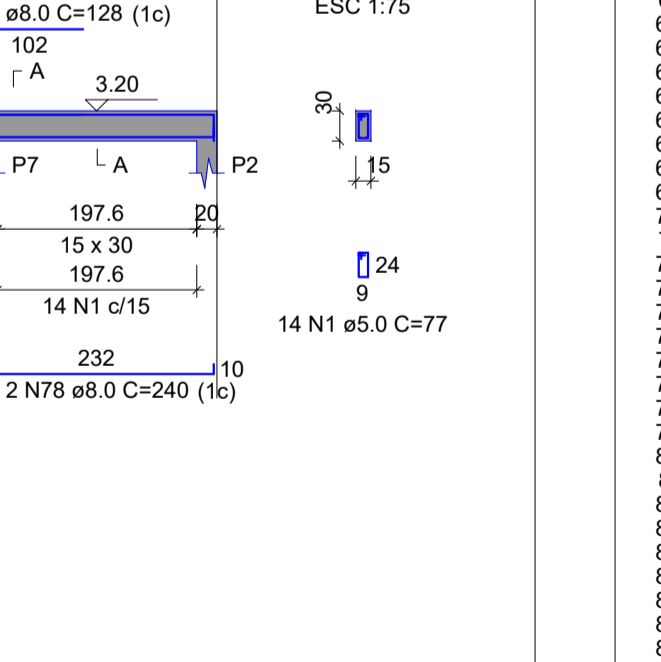 ø8.0 C=128 (1c)
ESC 1:75
102
A
3.20
30
P7
A
P2
15
197.6
20
15 x 30
197.6
24
9
14 N1 c/15
14 N1 ø5.0 C=77
232
10
2 N78 ø8.0 C=240 (1c)